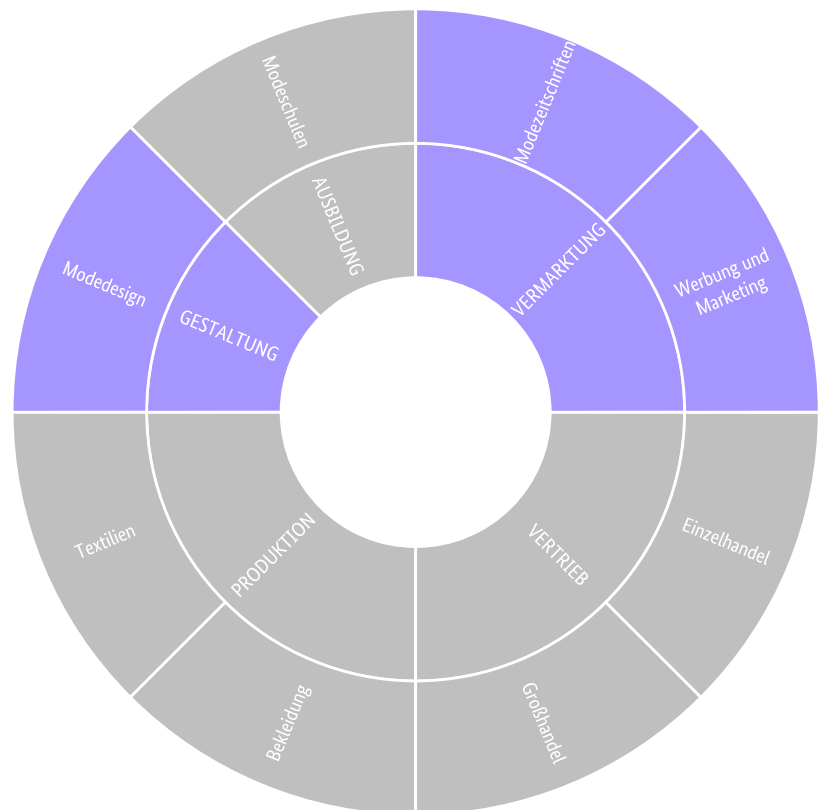 Modeschulen
Modezeitschriften
AUSBILDUNG
VERMARKTUNG
Werbung und
Marketing
Modedesign
GESTALTUNG
Textilien
PRODUKTION
VERTRIEB
Einzelhandel
Bekleidung
Großhandel